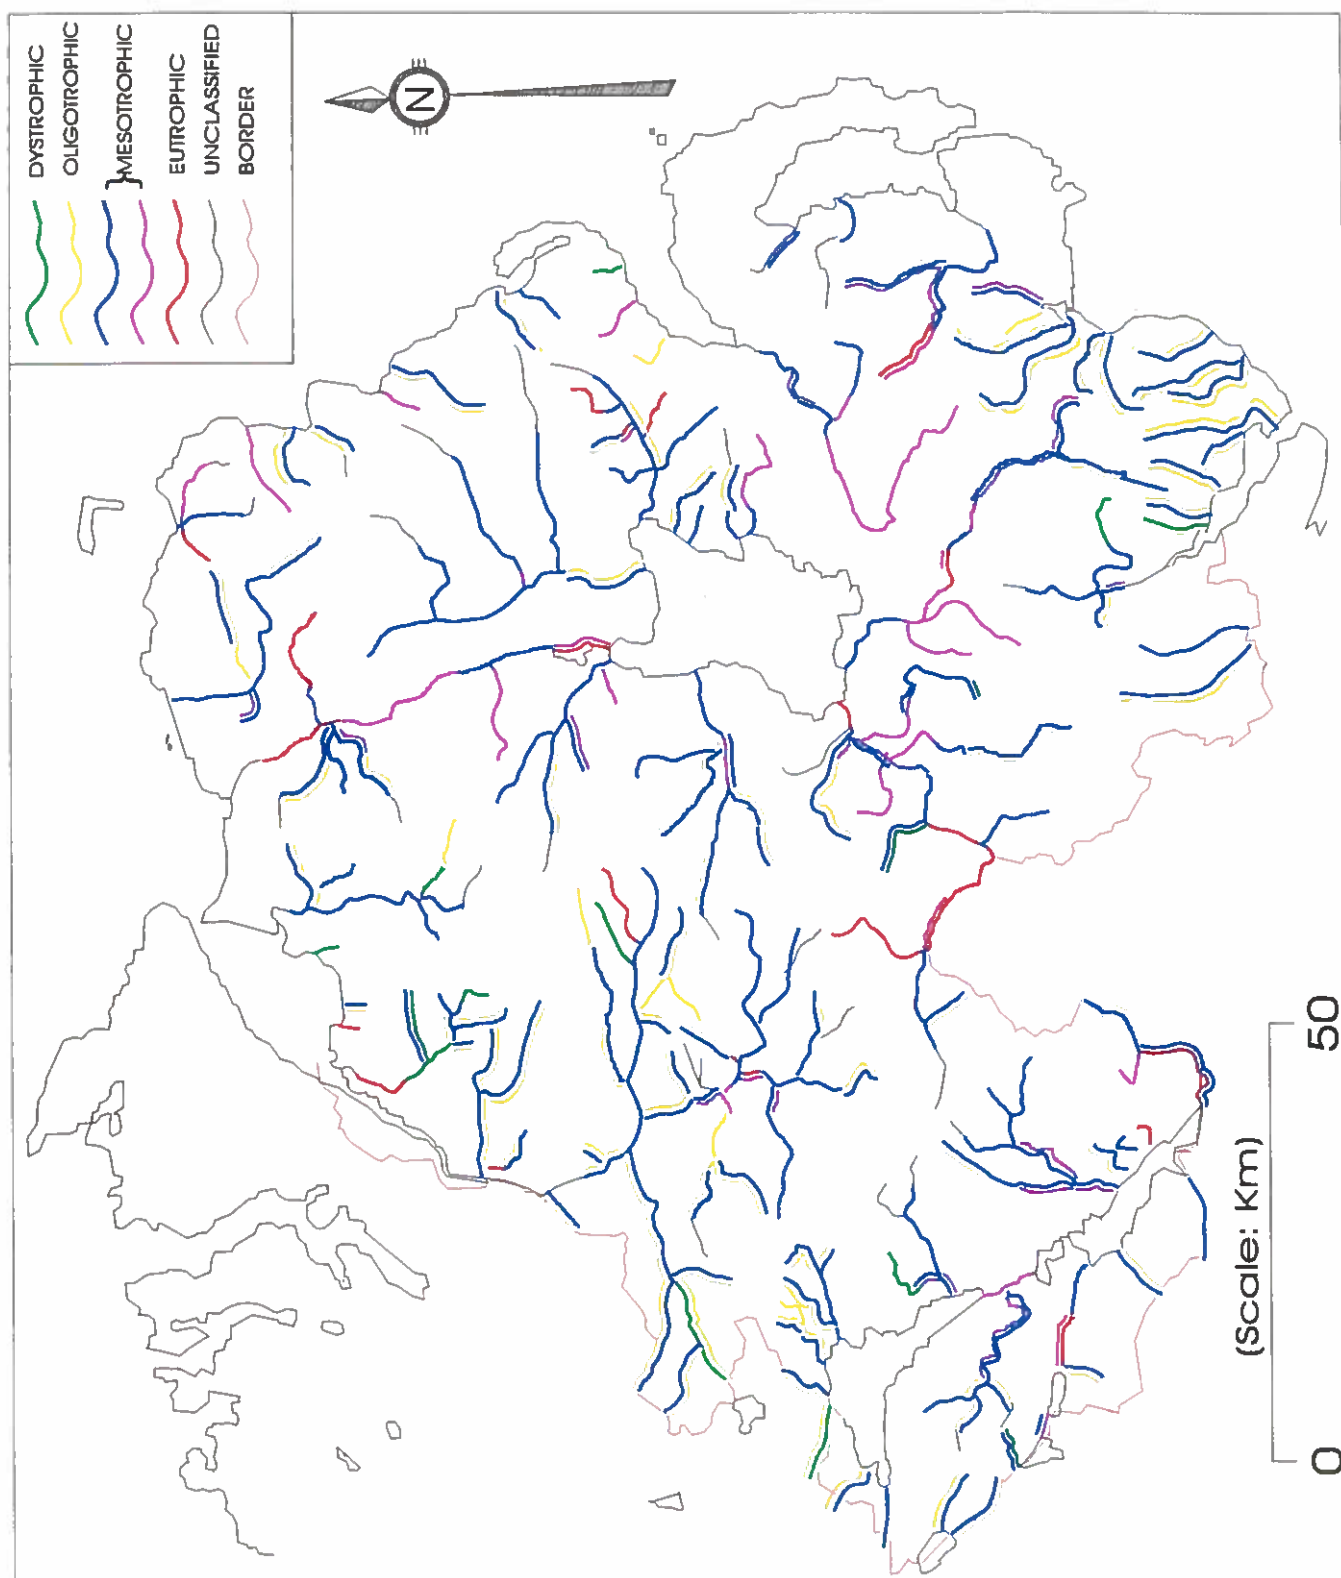 DYSTROPHIC
OLIGOTROPHIC
}MESOTROPHIC
EUTROPHIC
UNCLASSIFIED
BORDER
N
0 50
(Scale: Km)